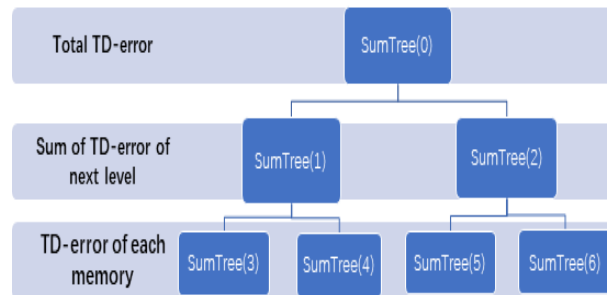 Total TD-error
SumTree(0)
Sum of TD-error of
next level
SumTree(1)
SumTree(2)
TD-error of each
memory
SumTree(3)
SumTree(4)
SumTree(5)
SumTree(6)